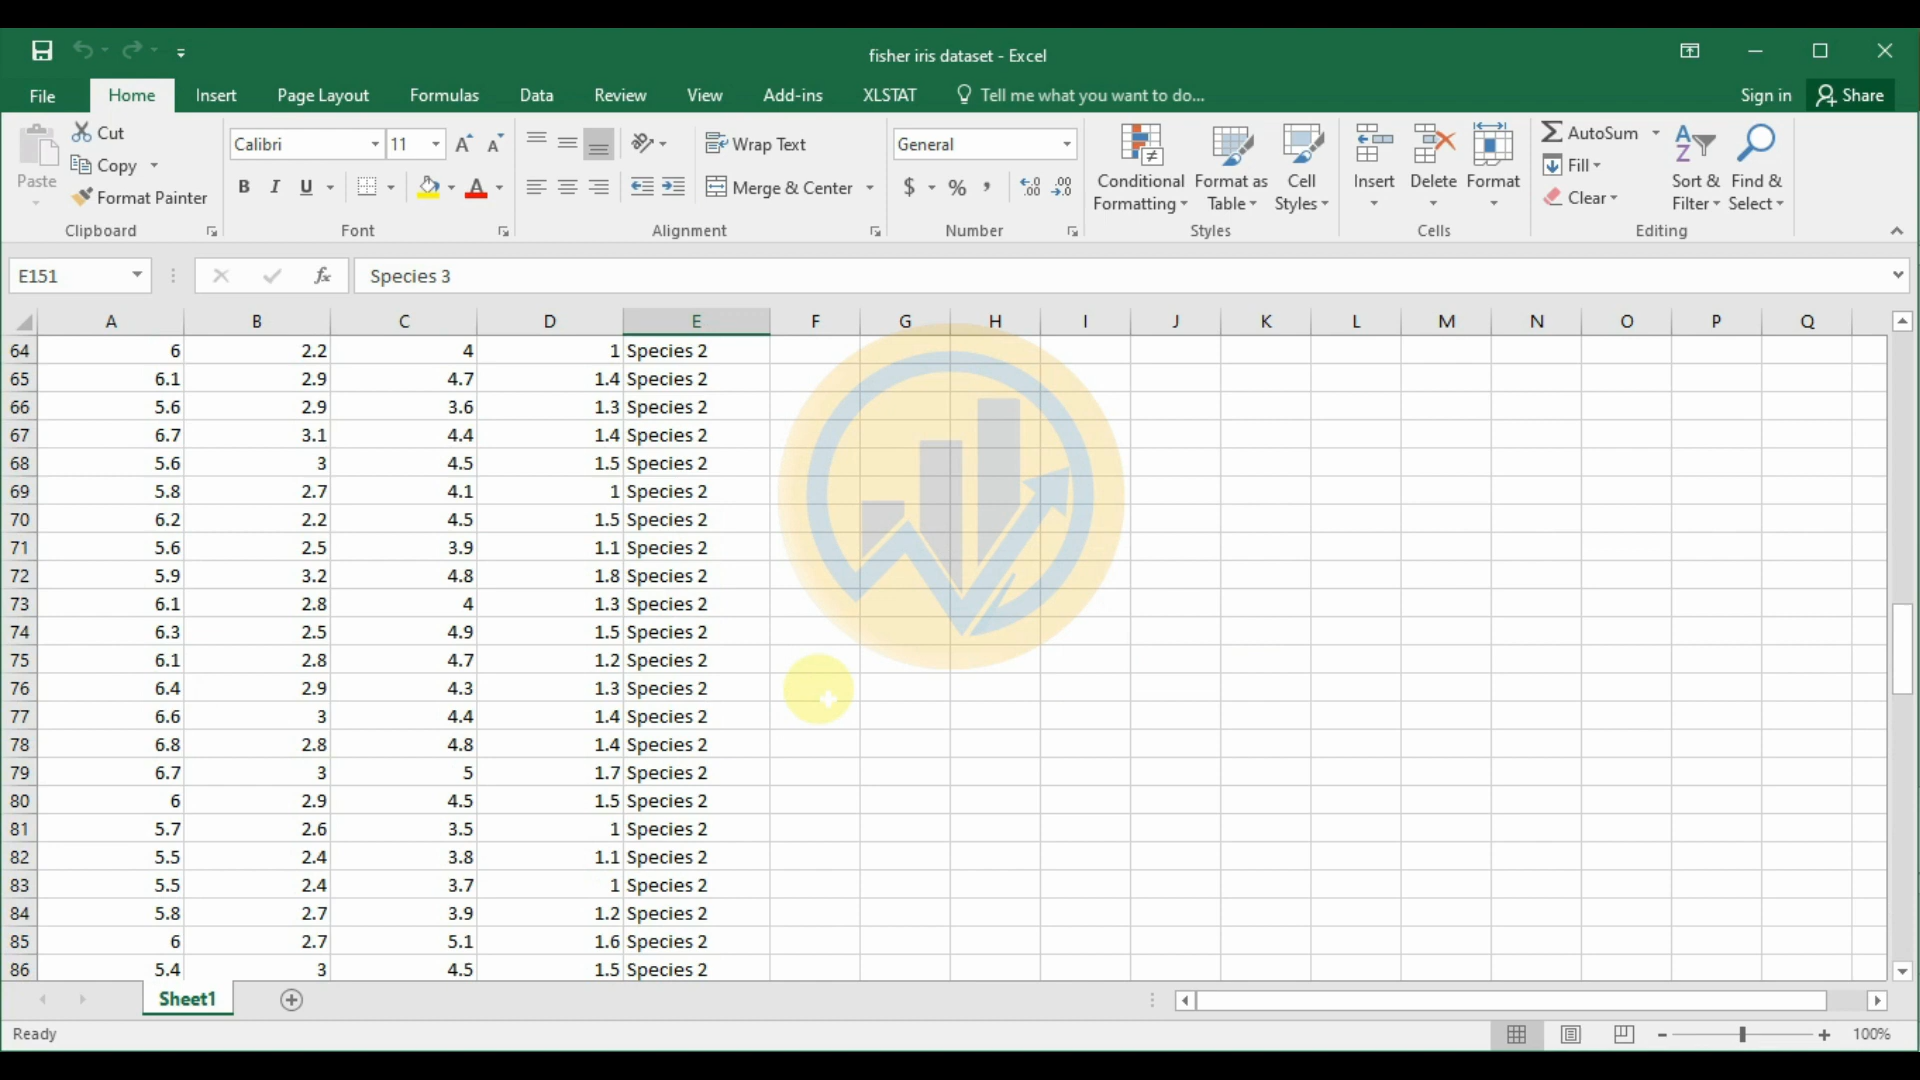 fisher iris dataset - Excel
File Home Insert Page Layout Formulas Data Review View Add-ins XLSTAT Tell me what you want to do... Sign in Share
Cut
Calibri 11 Wrap Text General AutoSum
Copy Fill
Paste Format Painter Merge & Center $ % , .00 .00 Conditional Formatting Format as Table Cell Styles Insert Delete Format Clear Sort & Filter Find & Select
B I U A
Clipboard Font Alignment Number Styles Cells Editing
E151 fx Species 3
A B C D E F G H I J K L M N O P Q
64 6 2.2 4 1 Species 2
65 6.1 2.9 4.7 1.4 Species 2
66 5.6 2.9 3.6 1.3 Species 2
67 6.7 3.1 4.4 1.4 Species 2
68 5.6 3 4.5 1.5 Species 2
69 5.8 2.7 4.1 1 Species 2
70 6.2 2.2 4.5 1.5 Species 2
71 5.6 2.5 3.9 1.1 Species 2
72 5.9 3.2 4.8 1.8 Species 2
73 6.1 2.8 4 1.3 Species 2
74 6.3 2.5 4.9 1.5 Species 2
75 6.1 2.8 4.7 1.2 Species 2
76 6.4 2.9 4.3 1.3 Species 2
77 6.6 3 4.4 1.4 Species 2
78 6.8 2.8 4.8 1.4 Species 2
79 6.7 3 5 1.7 Species 2
80 6 2.9 4.5 1.5 Species 2
81 5.7 2.6 3.5 1 Species 2
82 5.5 2.4 3.8 1.1 Species 2
83 5.5 2.4 3.7 1 Species 2
84 5.8 2.7 3.9 1.2 Species 2
85 6 2.7 5.1 1.6 Species 2
86 5.4 3 4.5 1.5 Species 2
Sheet1
Ready 100%